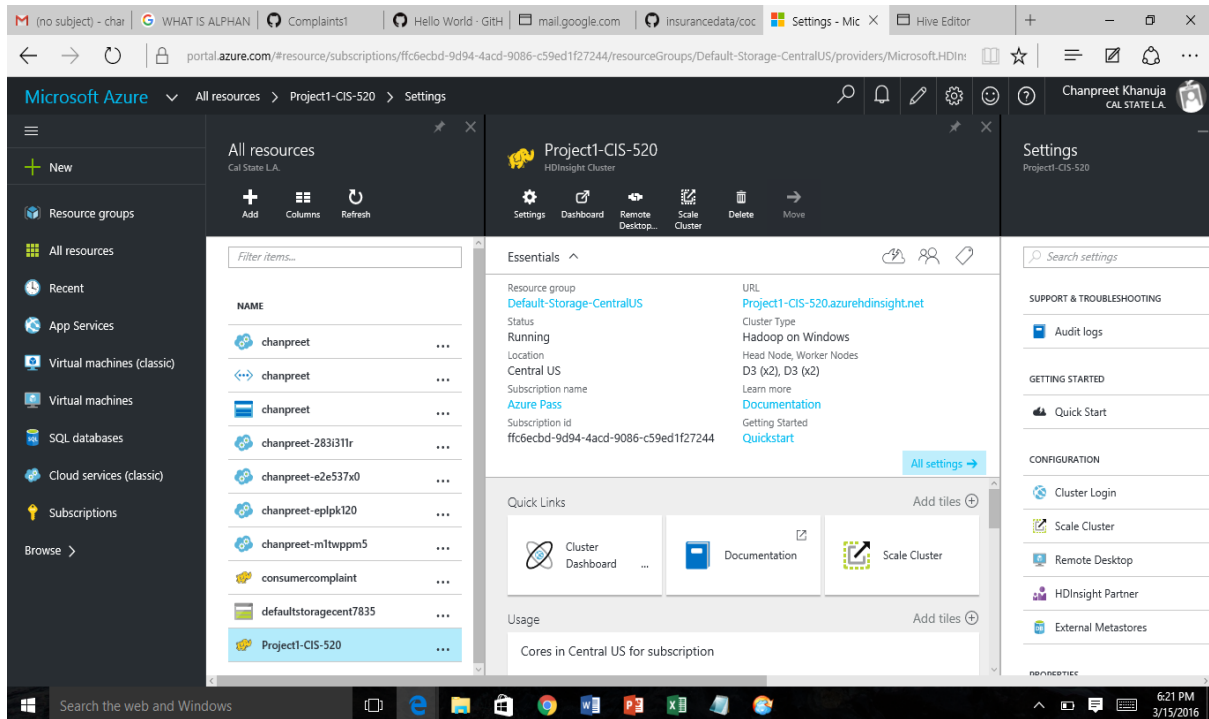 (no subject) - char
WHAT IS ALPHAN
Complaints1
Hello World · GitH
mail.google.com
insurancedata/coc
Settings - Mic
Hive Editor
portal.azure.com/#resource/subscriptions/ffc6ecbd-9d94-4acd-9086-c59ed1f27244/resourceGroups/Default-Storage-CentralUS/providers/Microsoft.HDIn:
Microsoft Azure
All resources > Project1-CIS-520 > Settings
Chanpreet Khanuja
CAL STATE L.A.
New
Resource groups
All resources
Recent
App Services
Virtual machines (classic)
Virtual machines
SQL databases
Cloud services (classic)
Subscriptions
Browse >
All resources
Cal State L.A.
Add
Columns
Refresh
Filter items...
NAME
chanpreet
...
chanpreet
...
chanpreet
...
chanpreet-283i311r
...
chanpreet-e2e537x0
...
chanpreet-eplpk120
...
chanpreet-m1twppm5
...
consumercomplaint
...
defaultstoragecent7835
...
Project1-CIS-520
...
Project1-CIS-520
HDInsight Cluster
Settings
Dashboard
Remote
Desktop...
Scale
Cluster
Delete
Move
Essentials
Resource group
Default-Storage-CentralUS
Status
Running
Location
Central US
Subscription name
Azure Pass
Subscription id
ffc6ecbd-9d94-4acd-9086-c59ed1f27244
URL
Project1-CIS-520.azurehdinsight.net
Cluster Type
Hadoop on Windows
Head Node, Worker Nodes
D3 (x2), D3 (x2)
Learn more
Documentation
Getting Started
Quickstart
All settings →
Quick Links
Add tiles
Cluster
Dashboard
...
Documentation
Scale Cluster
Usage
Add tiles
Cores in Central US for subscription
Settings
Project1-CIS-520
Search settings
SUPPORT & TROUBLESHOOTING
Audit logs
GETTING STARTED
Quick Start
CONFIGURATION
Cluster Login
Scale Cluster
Remote Desktop
HDInsight Partner
External Metastores
PROPERTIES
Search the web and Windows
6:21 PM
3/15/2016